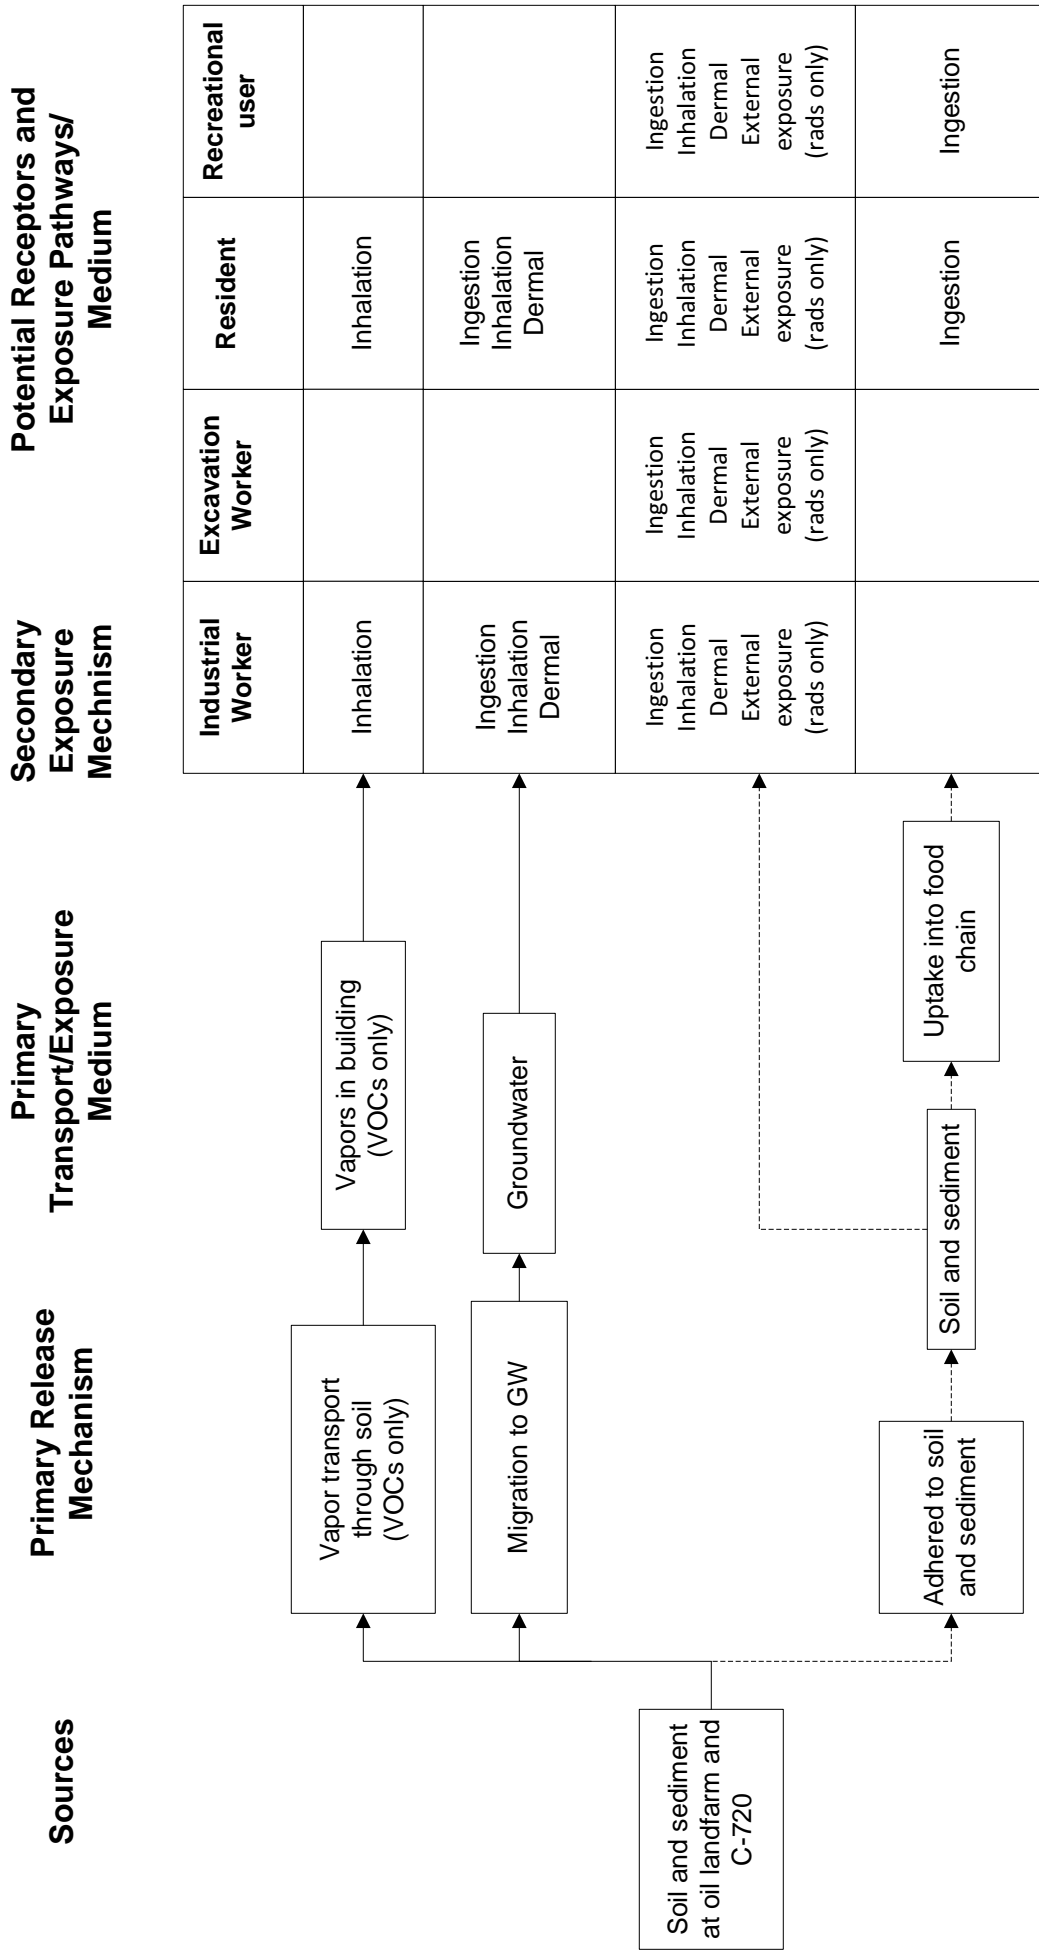 Sources
Primary Release
Mechanism
Primary
Transport/Exposure
Medium
Secondary
Exposure
Mechnism
Potential Receptors and
Exposure Pathways/
Medium
Soil and sediment
at oil landfarm and
C-720
Vapor transport
through soil
(VOCs only)
Vapors in building
(VOCs only)
Migration to GW
Groundwater
Adhered to soil
and sediment
Soil and sediment
Uptake into food
chain
Industrial
Worker
Excavation
Worker
Resident
Recreational
user
Inhalation
Inhalation
Ingestion
Inhalation
Dermal
Ingestion
Inhalation
Dermal
Ingestion
Inhalation
Dermal
External
exposure
(rads only)
Ingestion
Inhalation
Dermal
External
exposure
(rads only)
Ingestion
Inhalation
Dermal
External
exposure
(rads only)
Ingestion
Inhalation
Dermal
External
exposure
(rads only)
Ingestion
Ingestion